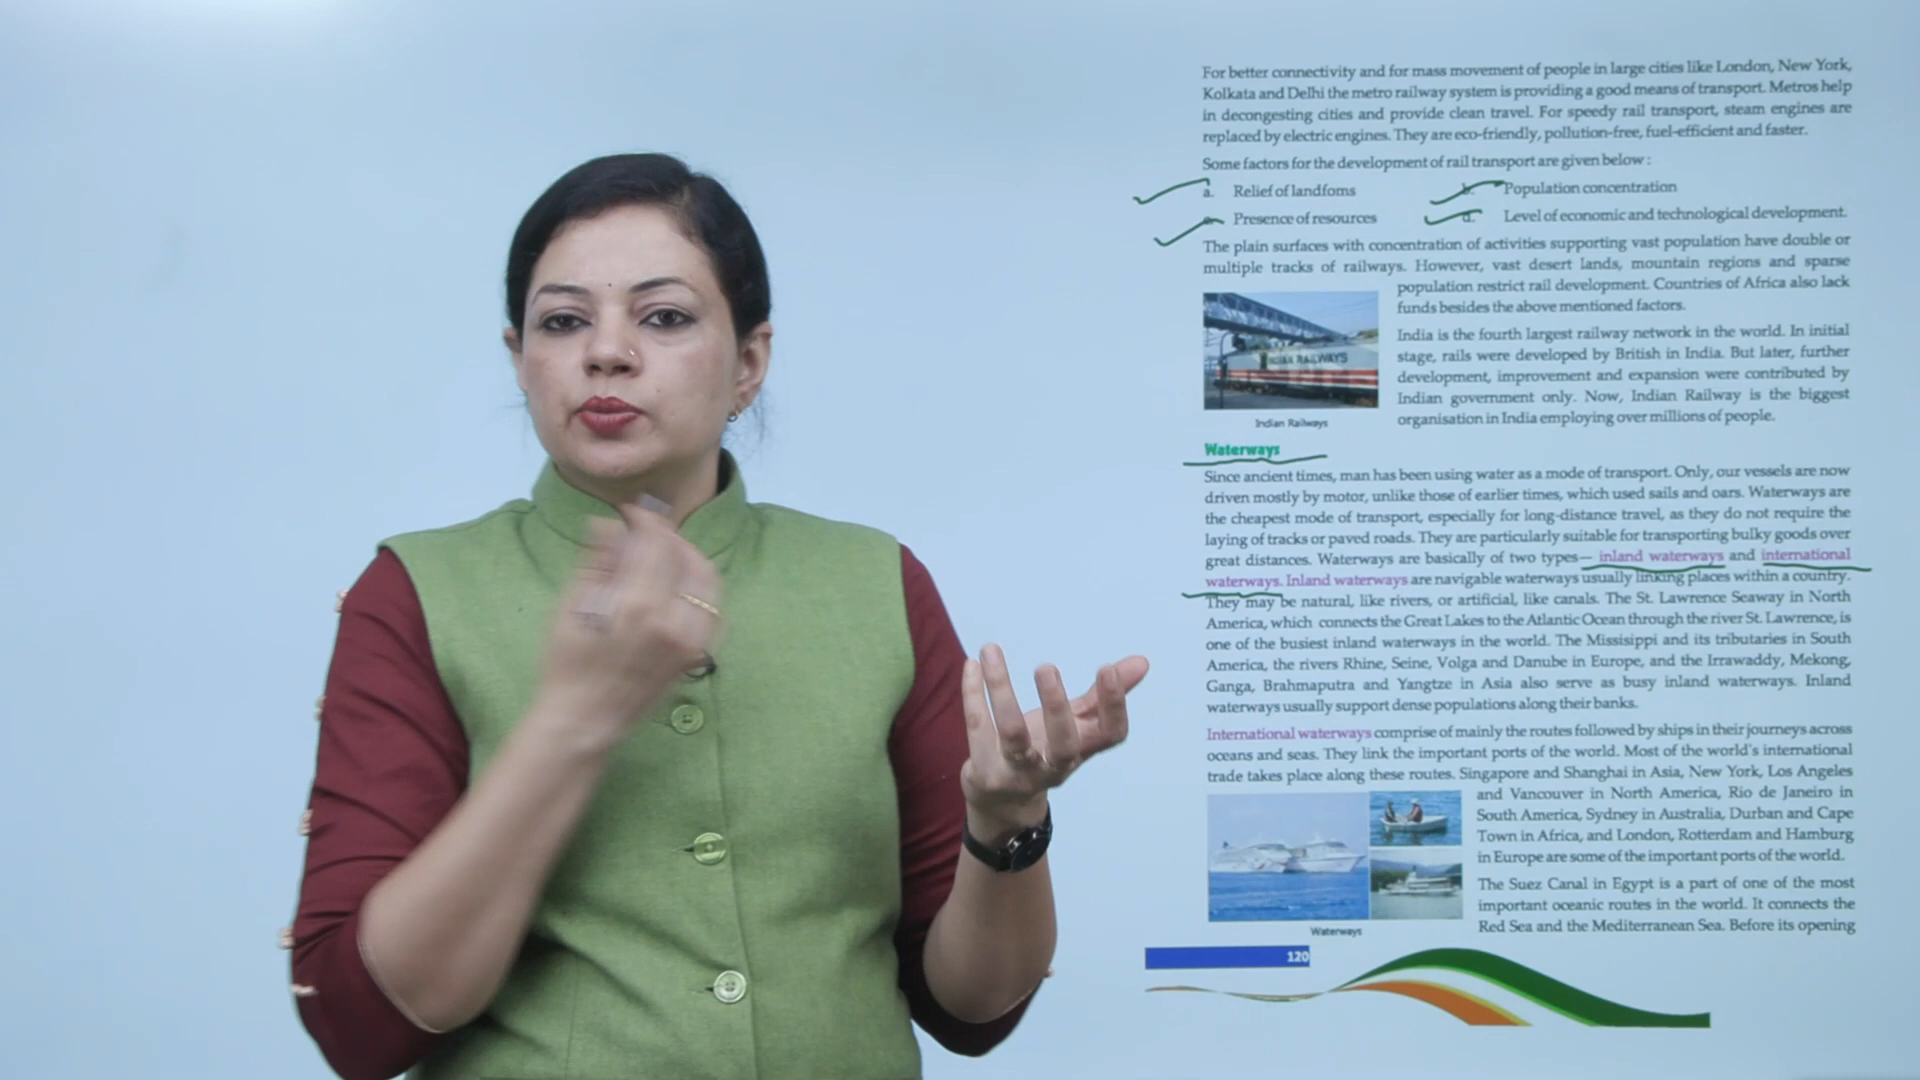 For better connectivity and for mass movement of people in large cities like London, New York,
Kolkata and Delhi the metro railway system is providing a good means of transport. Metros help
in decongesting cities and provide clean travel. For speedy rail transport, steam engines are
replaced by electric engines. They are eco-friendly, pollution-free, fuel-efficient and faster.
Some factors for the development of rail transport are given below :
a. Relief of landfoms b. Population concentration
c. Presence of resources d. Level of economic and technological development.
The plain surfaces with concentration of activities supporting vast population have double or
multiple tracks of railways. However, vast desert lands, mountain regions and sparse
population restrict rail development. Countries of Africa also lack
funds besides the above mentioned factors.
INDIAN RAILWAYS
Indian Railways
India is the fourth largest railway network in the world. In initial
stage, rails were developed by British in India. But later, further
development, improvement and expansion were contributed by
Indian government only. Now, Indian Railway is the biggest
organisation in India employing over millions of people.
Waterways
Since ancient times, man has been using water as a mode of transport. Only, our vessels are now
driven mostly by motor, unlike those of earlier times, which used sails and oars. Waterways are
the cheapest mode of transport, especially for long-distance travel, as they do not require the
laying of tracks or paved roads. They are particularly suitable for transporting bulky goods over
great distances. Waterways are basically of two types— inland waterways and international
waterways. Inland waterways are navigable waterways usually linking places within a country.
They may be natural, like rivers, or artificial, like canals. The St. Lawrence Seaway in North
America, which connects the Great Lakes to the Atlantic Ocean through the river St. Lawrence, is
one of the busiest inland waterways in the world. The Missisippi and its tributaries in South
America, the rivers Rhine, Seine, Volga and Danube in Europe, and the Irrawaddy, Mekong,
Ganga, Brahmaputra and Yangtze in Asia also serve as busy inland waterways. Inland
waterways usually support dense populations along their banks.
International waterways comprise of mainly the routes followed by ships in their journeys across
oceans and seas. They link the important ports of the world. Most of the world's international
trade takes place along these routes. Singapore and Shanghai in Asia, New York, Los Angeles
and Vancouver in North America, Rio de Janeiro in
South America, Sydney in Australia, Durban and Cape
Town in Africa, and London, Rotterdam and Hamburg
in Europe are some of the important ports of the world.
The Suez Canal in Egypt is a part of one of the most
important oceanic routes in the world. It connects the
Red Sea and the Mediterranean Sea. Before its opening
Waterways
120